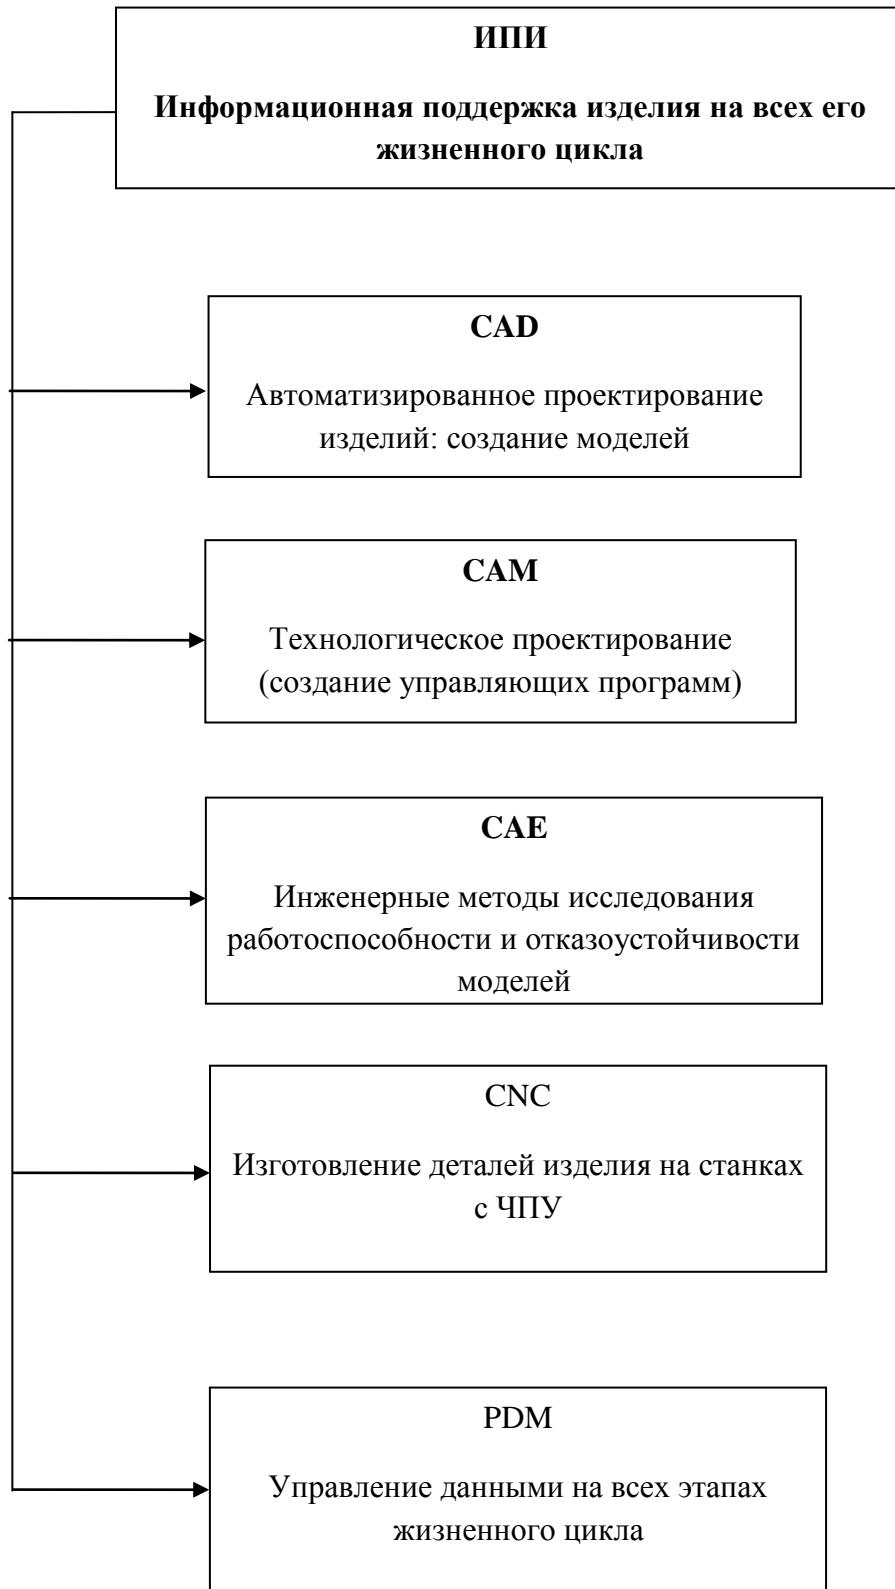 ИПИ
Информационная поддержка изделия на всех его
жизненного цикла
CAD
Автоматизированное проектирование
изделий: создание моделей
CAM
Технологическое проектирование
(создание управляющих программ)
CAE
Инженерные методы исследования
работоспособности и отказоустойчивости
моделей
CNC
Изготовление деталей изделия на станках
с ЧПУ
PDM
Управление данными на всех этапах
жизненного цикла